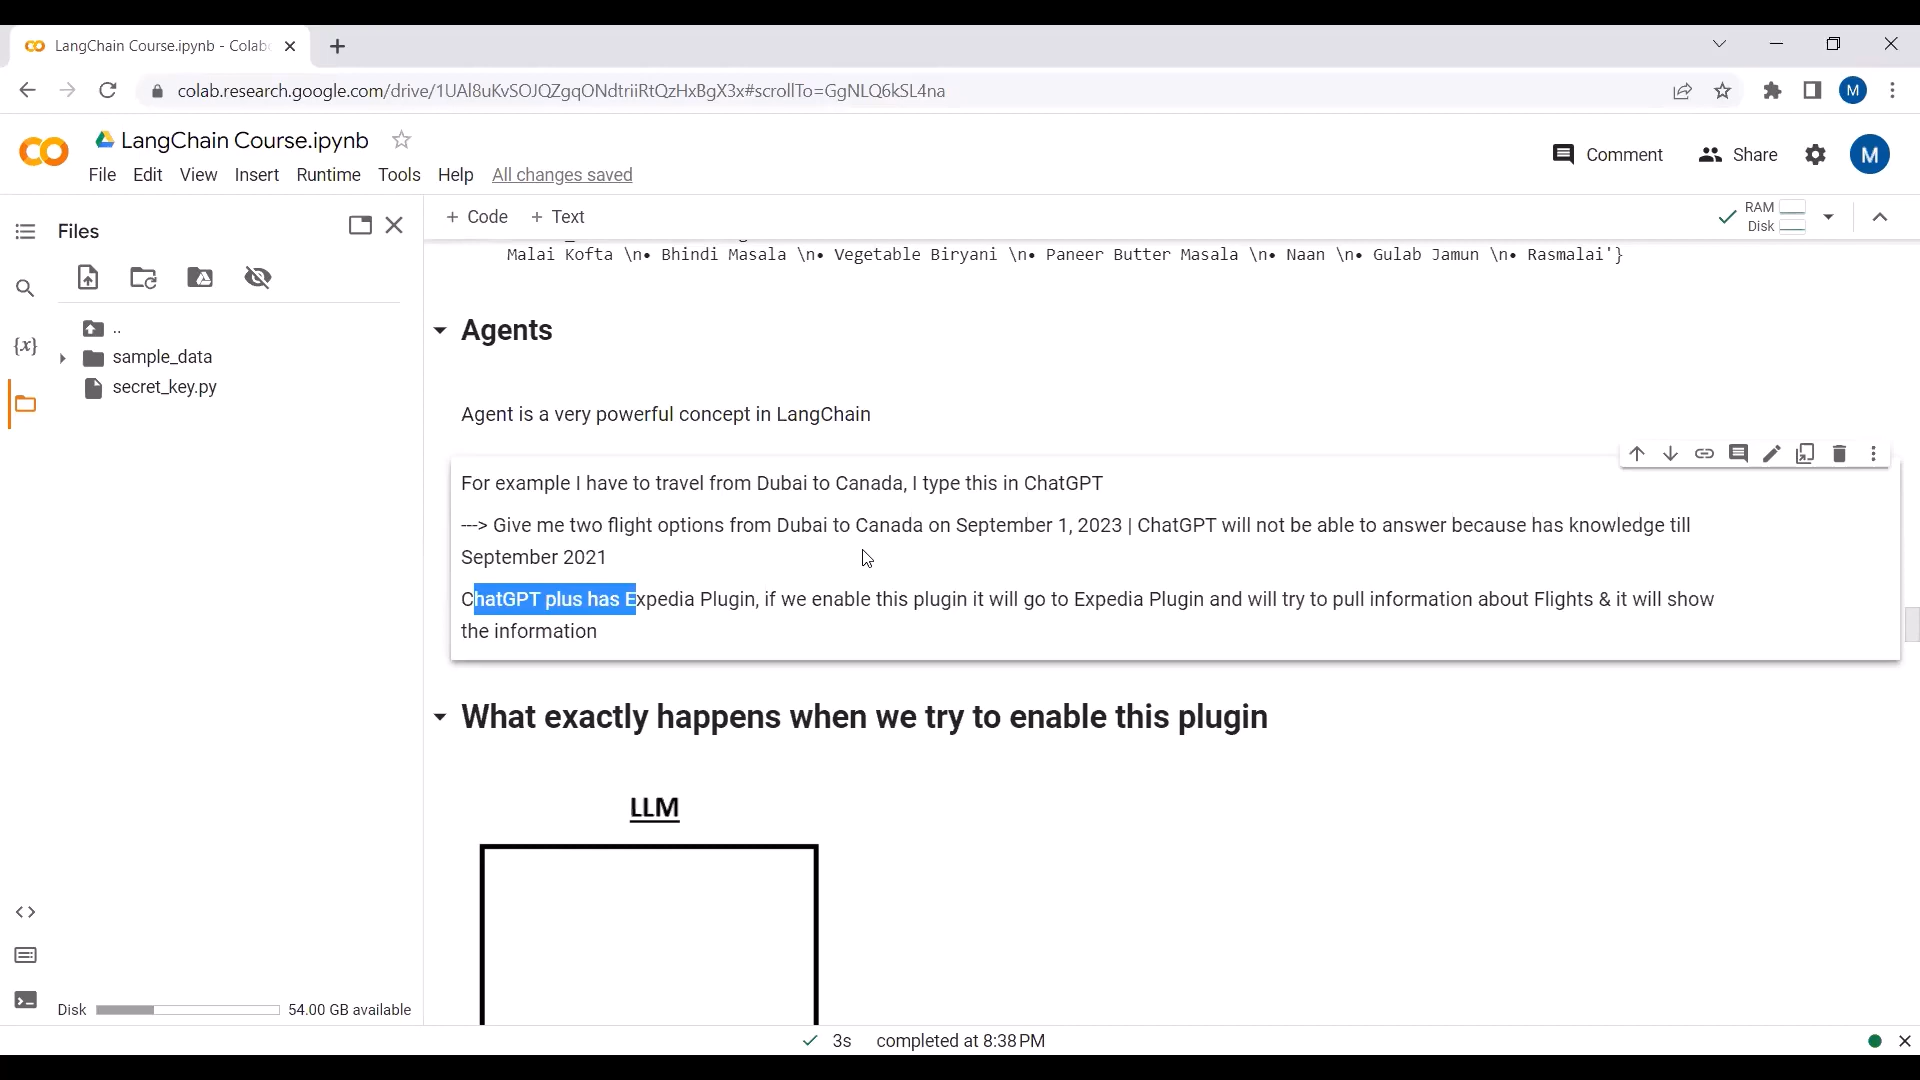 LangChain Course.ipynb - Colab
colab.research.google.com/drive/1UAl8uKvSOJQZgqONdtriiRtQzHxBgX3x#scrollTo=GgNLQ6kSL4na
M
LangChain Course.ipynb
File Edit View Insert Runtime Tools Help All changes saved
Comment Share M
Files
+ Code + Text
RAM
Disk
Malai Kofta \n• Bhindi Masala \n• Vegetable Biryani \n• Paneer Butter Masala \n• Naan \n• Gulab Jamun \n• Rasmalai'}
..
sample_data
secret_key.py
{x}
Agents
Agent is a very powerful concept in LangChain
For example I have to travel from Dubai to Canada, I type this in ChatGPT
---> Give me two flight options from Dubai to Canada on September 1, 2023 | ChatGPT will not be able to answer because has knowledge till
September 2021
ChatGPT plus has Expedia Plugin, if we enable this plugin it will go to Expedia Plugin and will try to pull information about Flights & it will show
the information
What exactly happens when we try to enable this plugin
LLM
Disk 54.00 GB available
3s completed at 8:38 PM